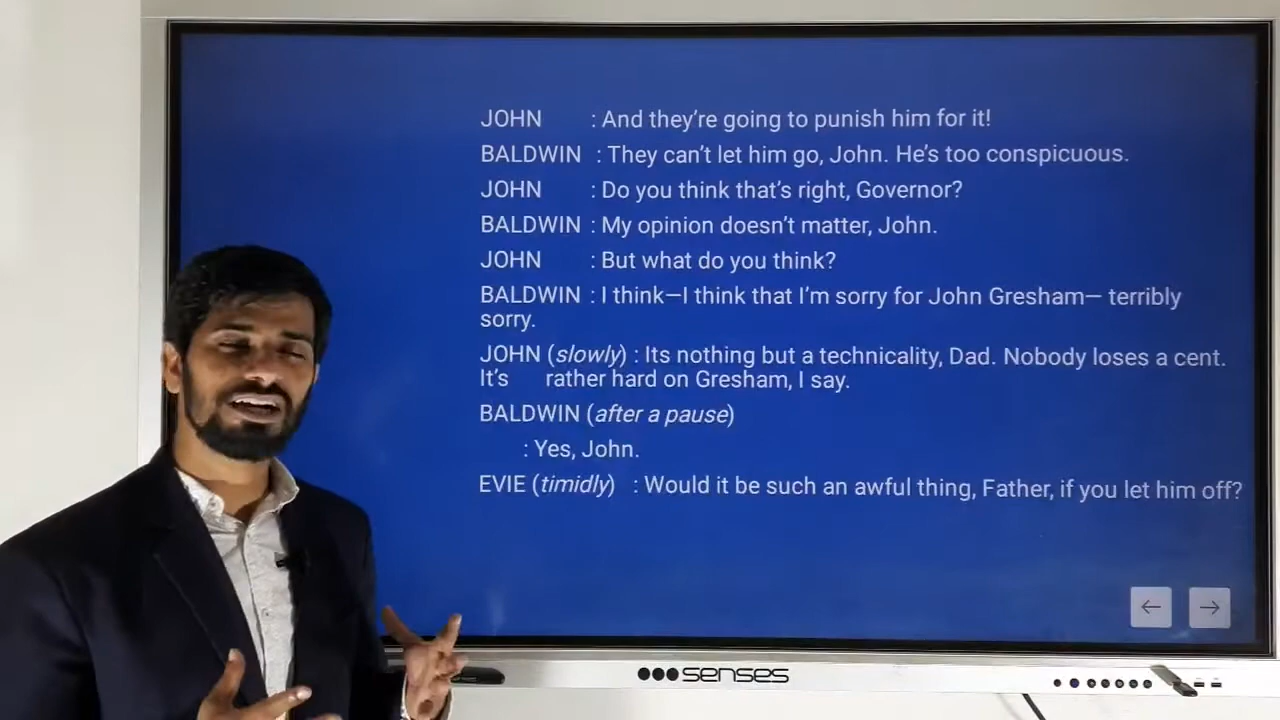 JOHN : And they're going to punish him for it!
BALDWIN : They can't let him go, John. He's too conspicuous.
JOHN : Do you think that's right, Governor?
BALDWIN : My opinion doesn't matter, John.
JOHN : But what do you think?
BALDWIN : I think—I think that I'm sorry for John Gresham— terribly
sorry.
JOHN (slowly) : Its nothing but a technicality, Dad. Nobody loses a cent.
It's rather hard on Gresham, I say.
BALDWIN (after a pause)
: Yes, John.
EVIE (timidly) : Would it be such an awful thing, Father, if you let him off?
senses